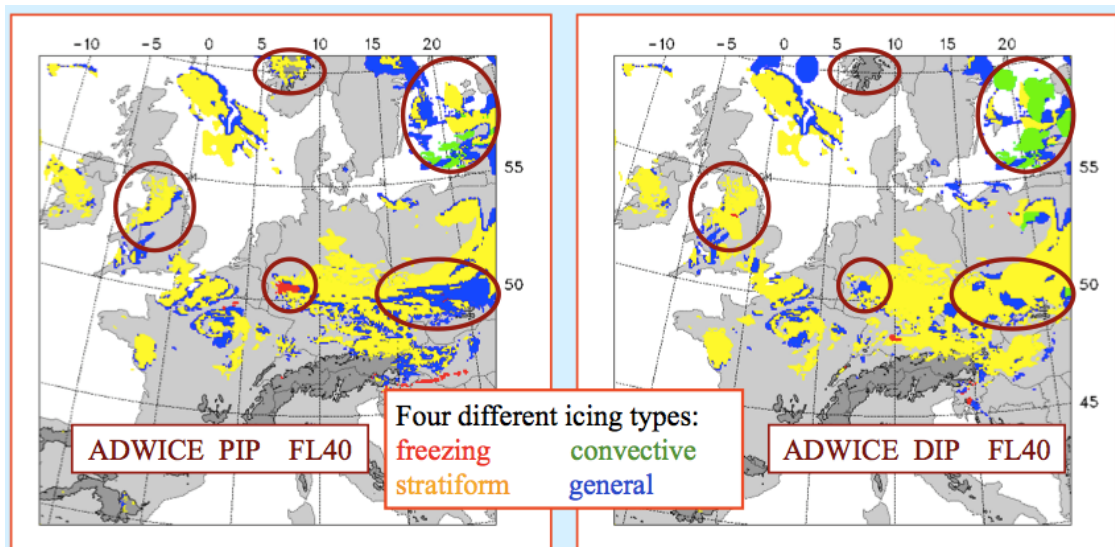 -10 -5 0 5 10 15 20
55
50
45
ADWICE PIP FL40
-10 -5 0 5 10 15 20
55
50
45
ADWICE DIP FL40
Four different icing types:
freezing convective
stratiform general